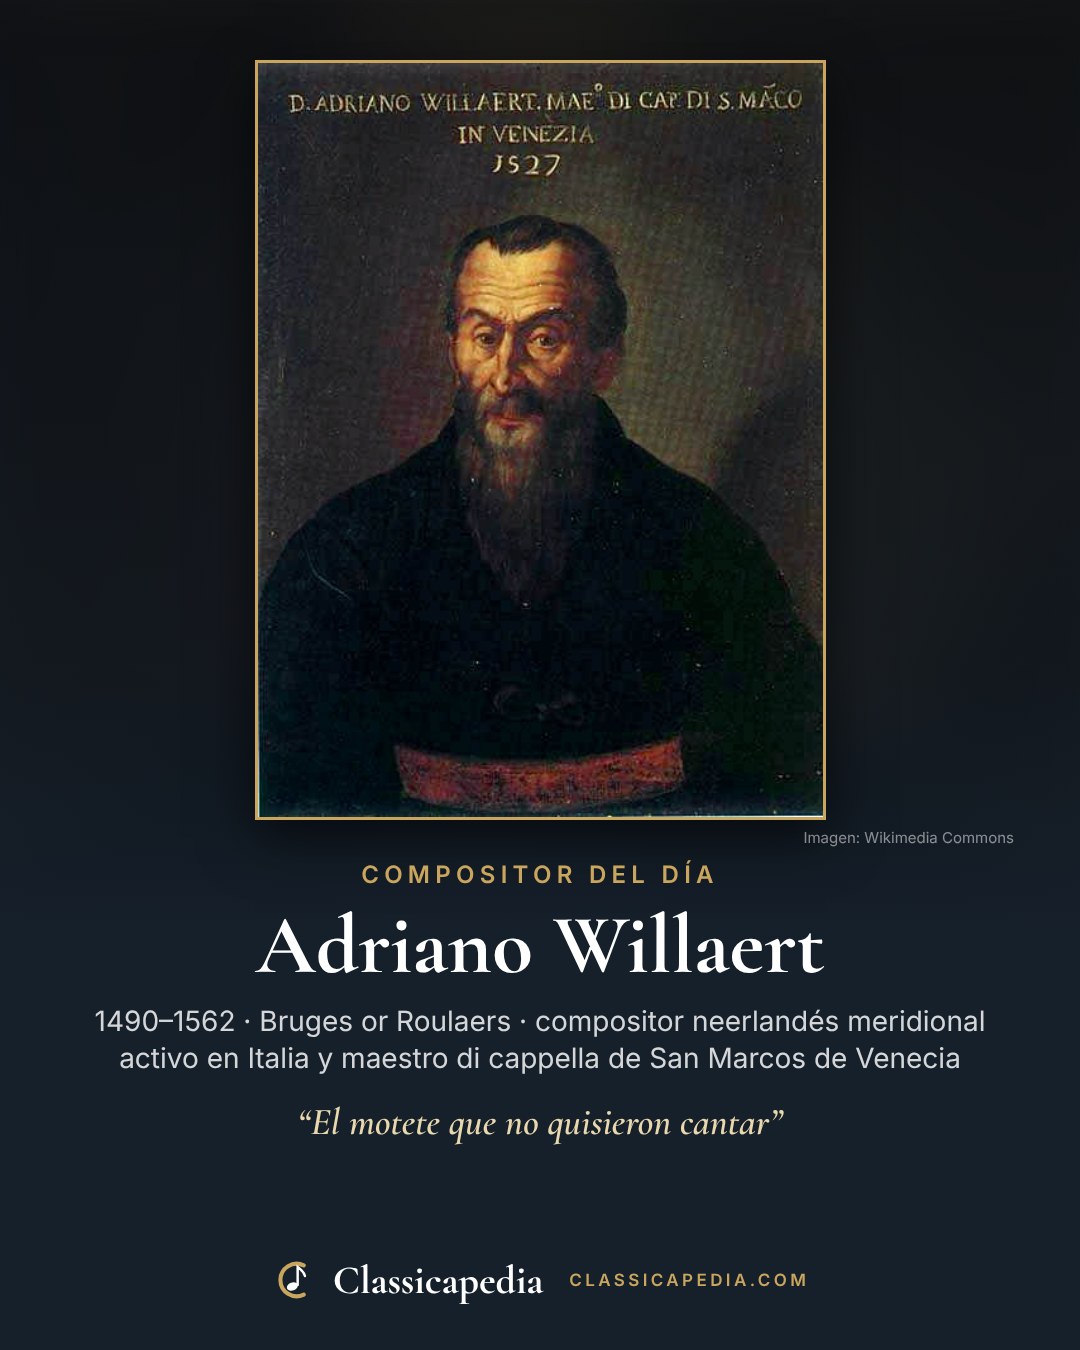 D. ADRIANO WILLAERT. MAEº DI CAP. DI S. MĀCO
IN VENEZIA
1527
Imagen: Wikimedia Commons
COMPOSITOR DEL DÍA
Adriano Willaert
1490–1562 · Bruges or Roulaers · compositor neerlandés meridional
activo en Italia y maestro di cappella de San Marcos de Venecia
“El motete que no quisieron cantar”
Classicapedia CLASSICAPEDIA.COM